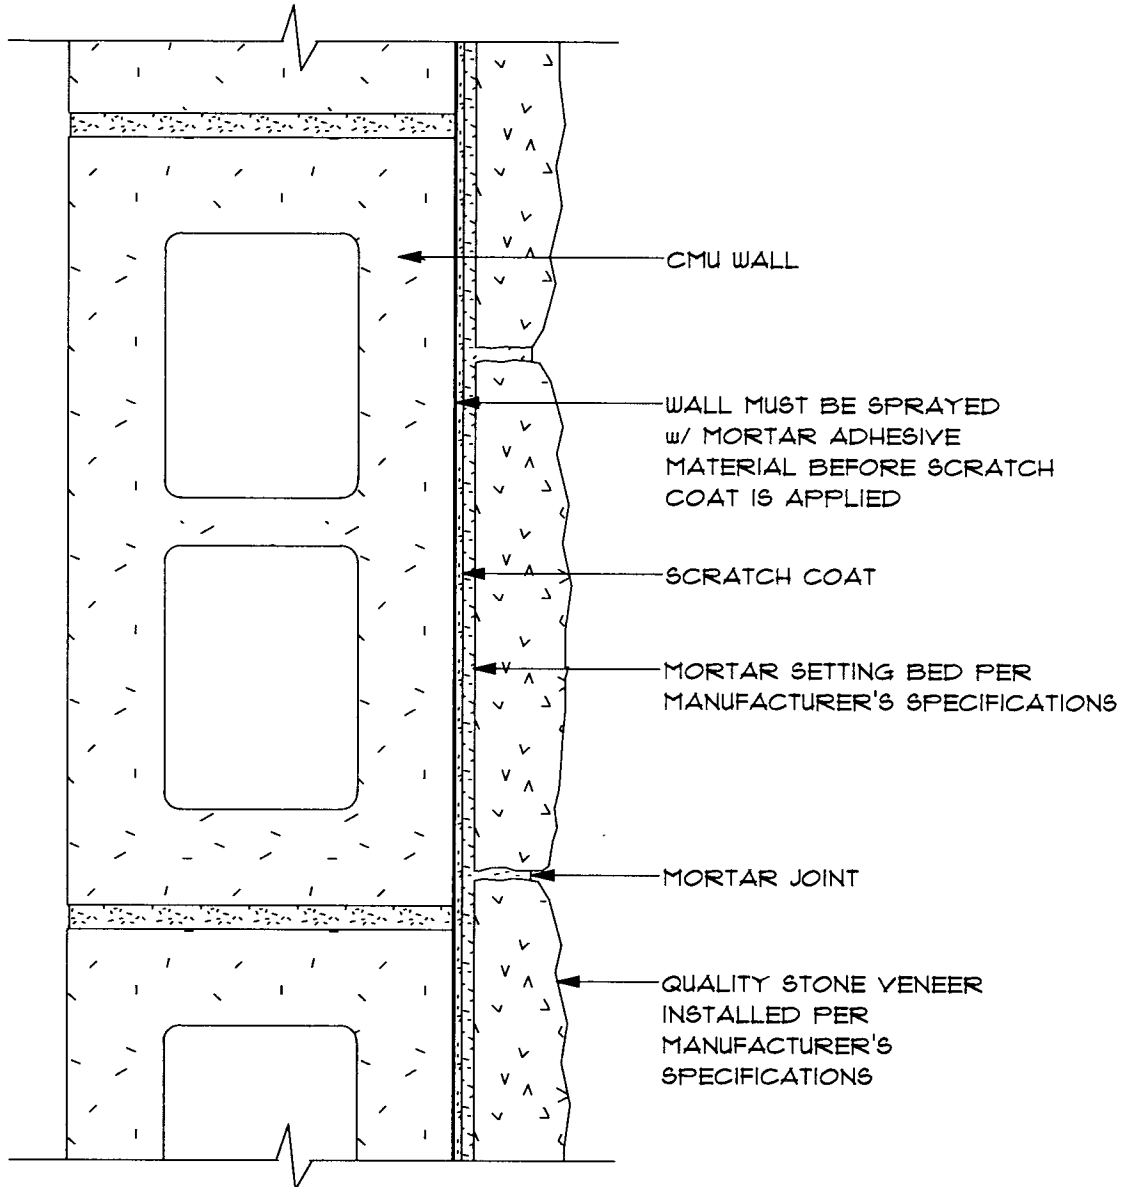 CMU WALL
WALL MUST BE SPRAYED
w/ MORTAR ADHESIVE
MATERIAL BEFORE SCRATCH
COAT IS APPLIED
SCRATCH COAT
MORTAR SETTING BED PER
MANUFACTURER'S SPECIFICATIONS
MORTAR JOINT
QUALITY STONE VENEER
INSTALLED PER
MANUFACTURER'S
SPECIFICATIONS